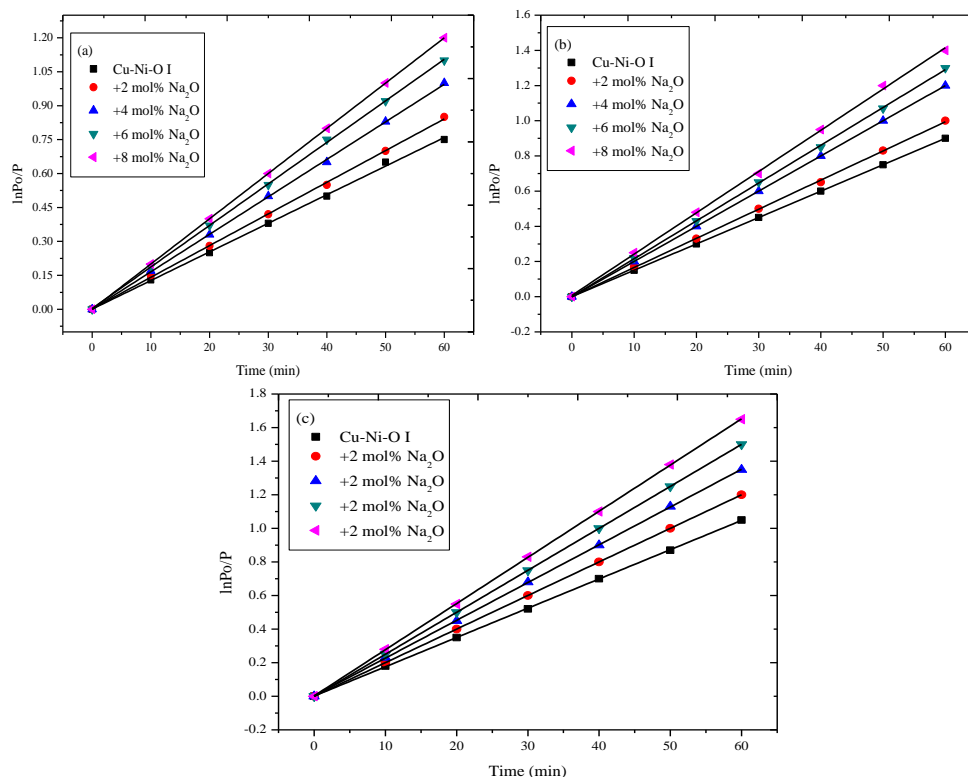 (a)
Cu-Ni-O I
+2 mol% Na₂O
+4 mol% Na₂O
+6 mol% Na₂O
+8 mol% Na₂O
1.20
1.05
0.90
0.75
0.60
0.45
0.30
0.15
0.00
lnPo/P
0 10 20 30 40 50 60
Time (min)
(b)
Cu-Ni-O I
+2 mol% Na₂O
+4 mol% Na₂O
+6 mol% Na₂O
+8 mol% Na₂O
1.6
1.4
1.2
1.0
0.8
0.6
0.4
0.2
0.0
-0.2
lnPo/P
0 10 20 30 40 50 60
Time (min)
(c)
Cu-Ni-O I
+2 mol% Na₂O
+2 mol% Na₂O
+2 mol% Na₂O
+2 mol% Na₂O
1.8
1.6
1.4
1.2
1.0
0.8
0.6
0.4
0.2
0.0
-0.2
lnPo/P
0 10 20 30 40 50 60
Time (min)